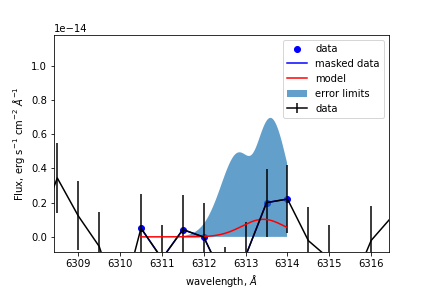 1e−14
data
masked data
model
error limits
data
1.0
0.8
0.6
0.4
0.2
0.0
Flux, erg s⁻¹ cm⁻² Å⁻¹
6309 6310 6311 6312 6313 6314 6315 6316
wavelength, Å